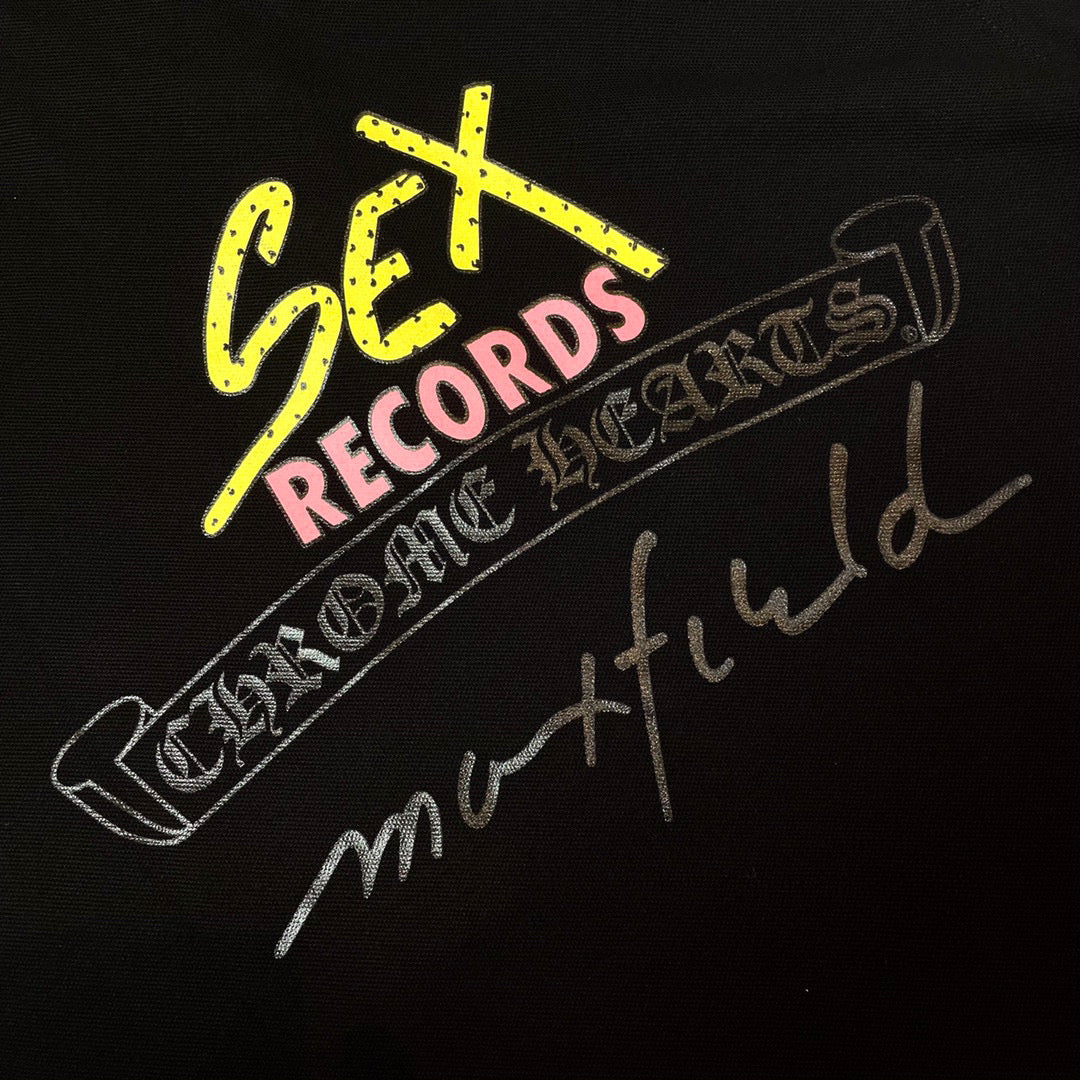 SEX
RECORDS
CHROME HEARTS
matfield